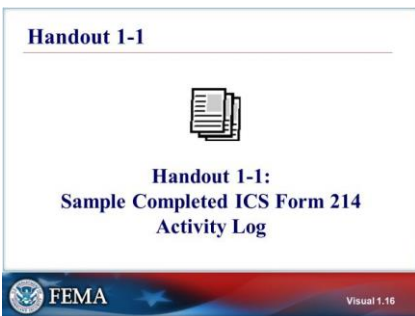 Handout 1-1
Handout 1-1:
Sample Completed ICS Form 214
Activity Log
FEMA
Visual 1.16